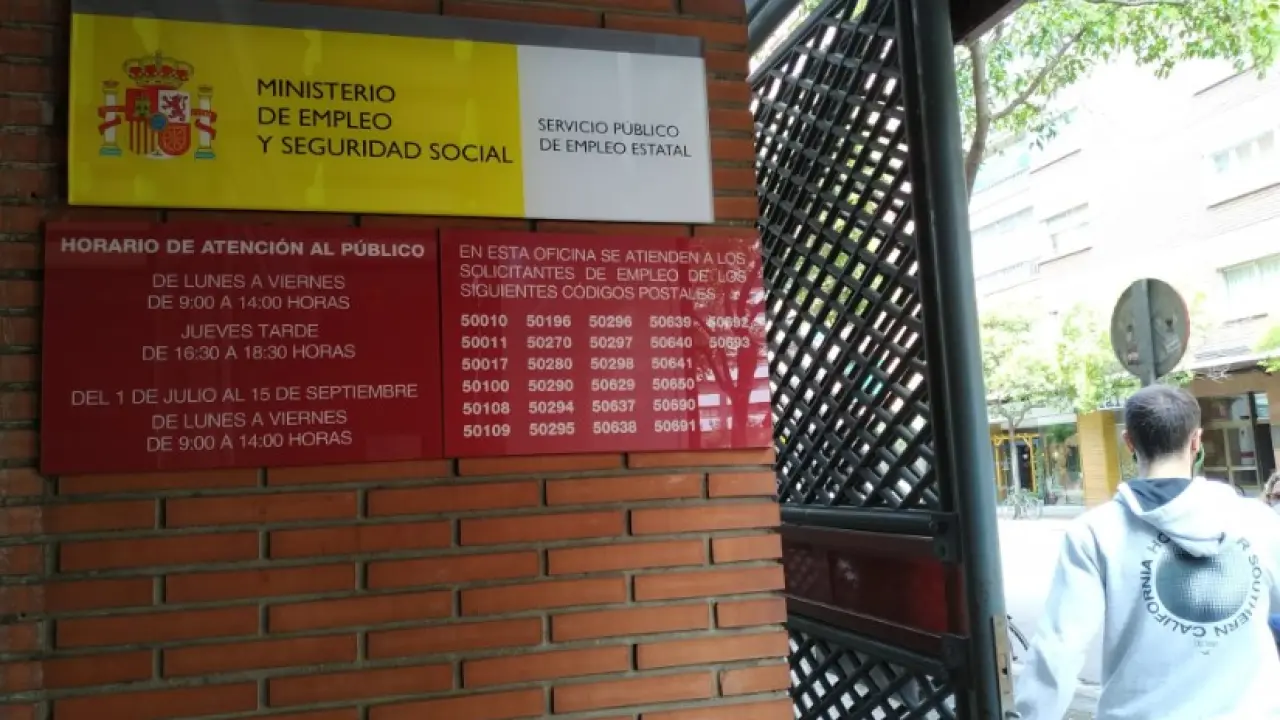 MINISTERIO
DE EMPLEO
Y SEGURIDAD SOCIAL
SERVICIO PÚBLICO
DE EMPLEO ESTATAL
HORARIO DE ATENCIÓN AL PÚBLICO
DE LUNES A VIERNES
DE 9:00 A 14:00 HORAS
JUEVES TARDE
DE 16:30 A 18:30 HORAS
DEL 1 DE JULIO AL 15 DE SEPTIEMBRE
DE LUNES A VIERNES
DE 9:00 A 14:00 HORAS
EN ESTA OFICINA SE ATIENDEN A LOS
SOLICITANTES DE EMPLEO DE LOS
SIGUIENTES CÓDIGOS POSTALES
50010 50196 50296 50639 50692
50011 50270 50297 50640 50693
50017 50280 50298 50641
50100 50290 50629 50650
50108 50294 50637 50690
50109 50295 50638 50691
SOUTHERN CALIFORNIA